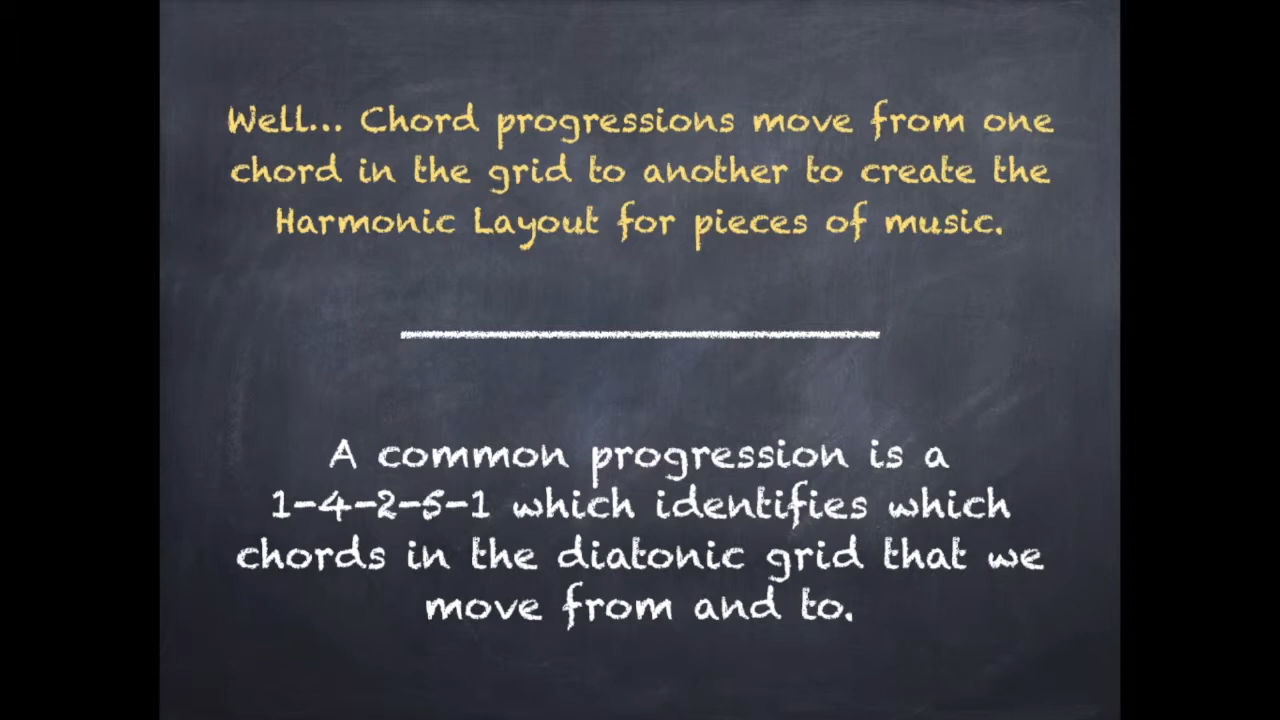 Well... Chord progressions move from one
chord in the grid to another to create the
Harmonic Layout for pieces of music.
A common progression is a
1-4-2-5-1 which identifies which
chords in the diatonic grid that we
move from and to.